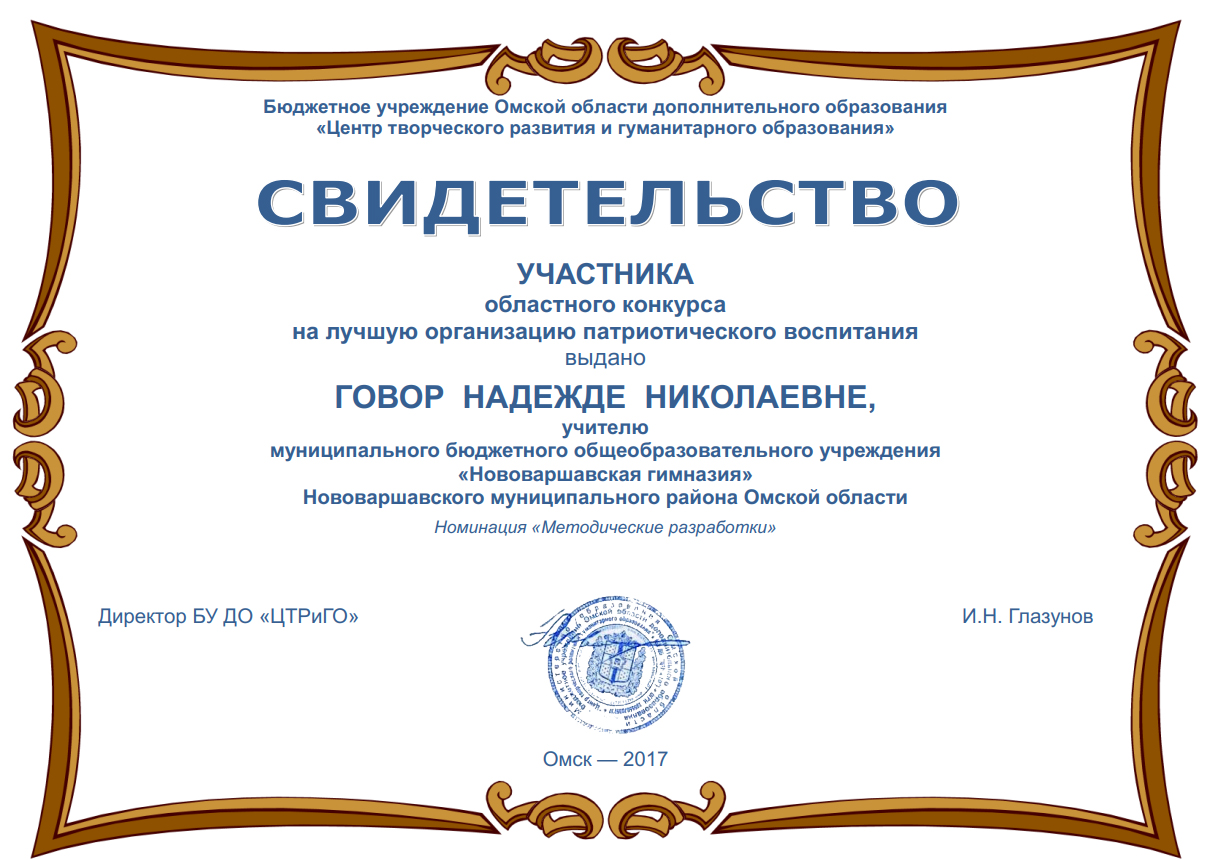 Бюджетное учреждение Омской области дополнительного образования
«Центр творческого развития и гуманитарного образования»
СВИДЕТЕЛЬСТВО
УЧАСТНИКА
областного конкурса
на лучшую организацию патриотического воспитания
выдано
ГОВОР НАДЕЖДЕ НИКОЛАЕВНЕ,
учителю
муниципального бюджетного общеобразовательного учреждения
«Нововаршавская гимназия»
Нововаршавского муниципального района Омской области
Номинация «Методические разработки»
Директор БУ ДО «ЦТРиГО»
И.Н. Глазунов
Омск — 2017